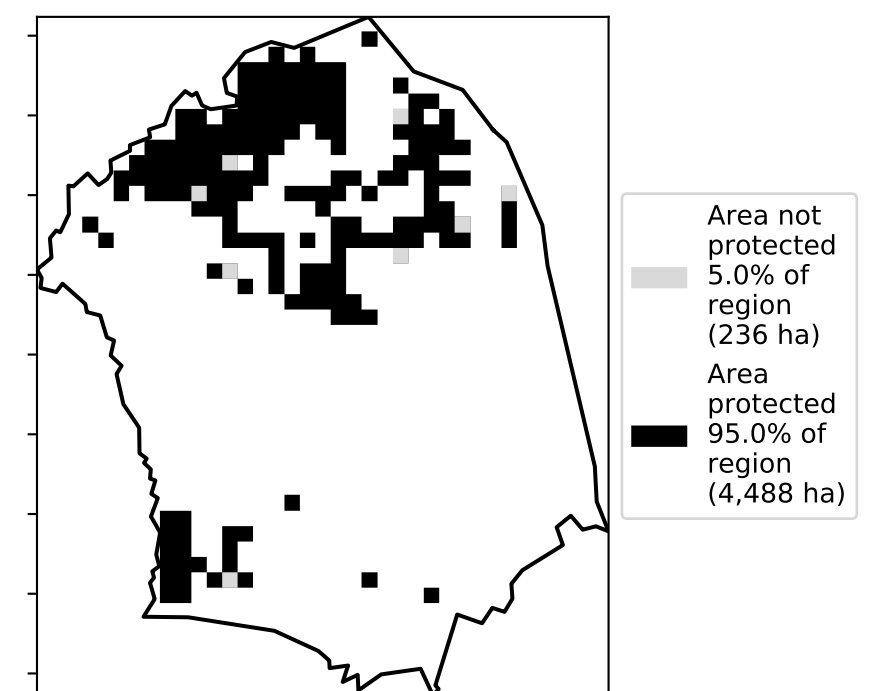 Area not
protected
5.0% of
region
(236 ha)
Area
protected
95.0% of
region
(4,488 ha)